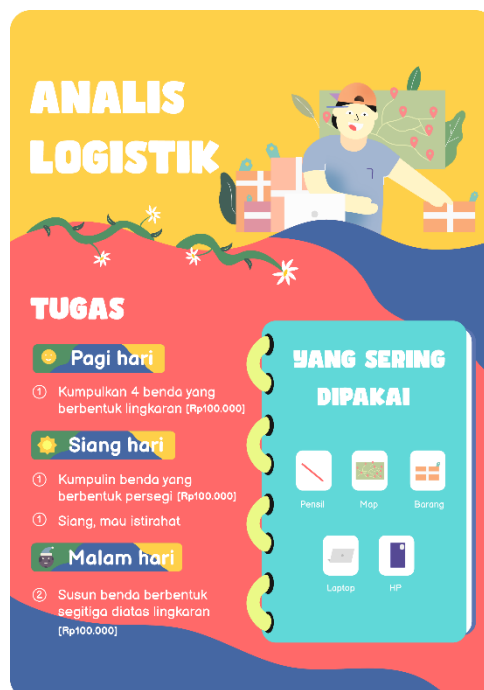 ANALIS
LOGISTIK
TUGAS
Pagi hari
① Kumpulkan 4 benda yang
berbentuk lingkaran [Rp100.000]
Siang hari
① Kumpulin benda yang
berbentuk persegi [Rp100.000]
① Siang, mau istirahat
Malam hari
② Susun benda berbentuk
segitiga diatas lingkaran
[Rp100.000]
YANG SERING
DIPAKAI
Pensil
Map
Barang
Laptop
HP